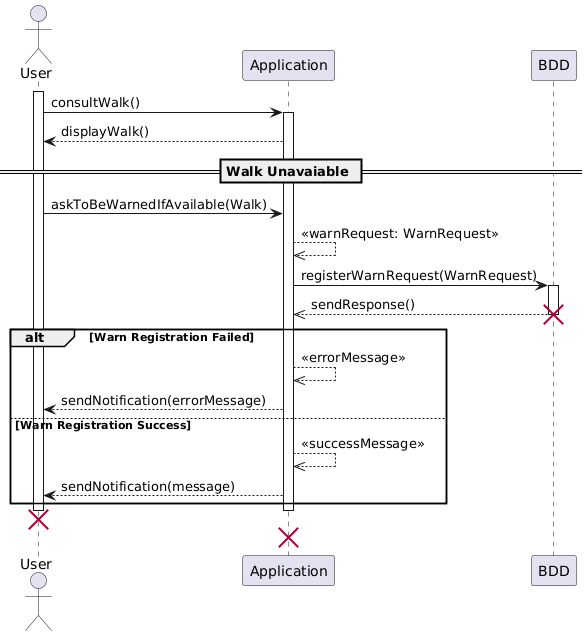 User
Application
BDD
consultWalk()
displayWalk()
Walk Unavaiable
askToBeWarnedIfAvailable(Walk)
«warnRequest: WarnRequest»
registerWarnRequest(WarnRequest)
sendResponse()
alt
[Warn Registration Failed]
«errorMessage»
sendNotification(errorMessage)
[Warn Registration Success]
«successMessage»
sendNotification(message)
User
Application
BDD